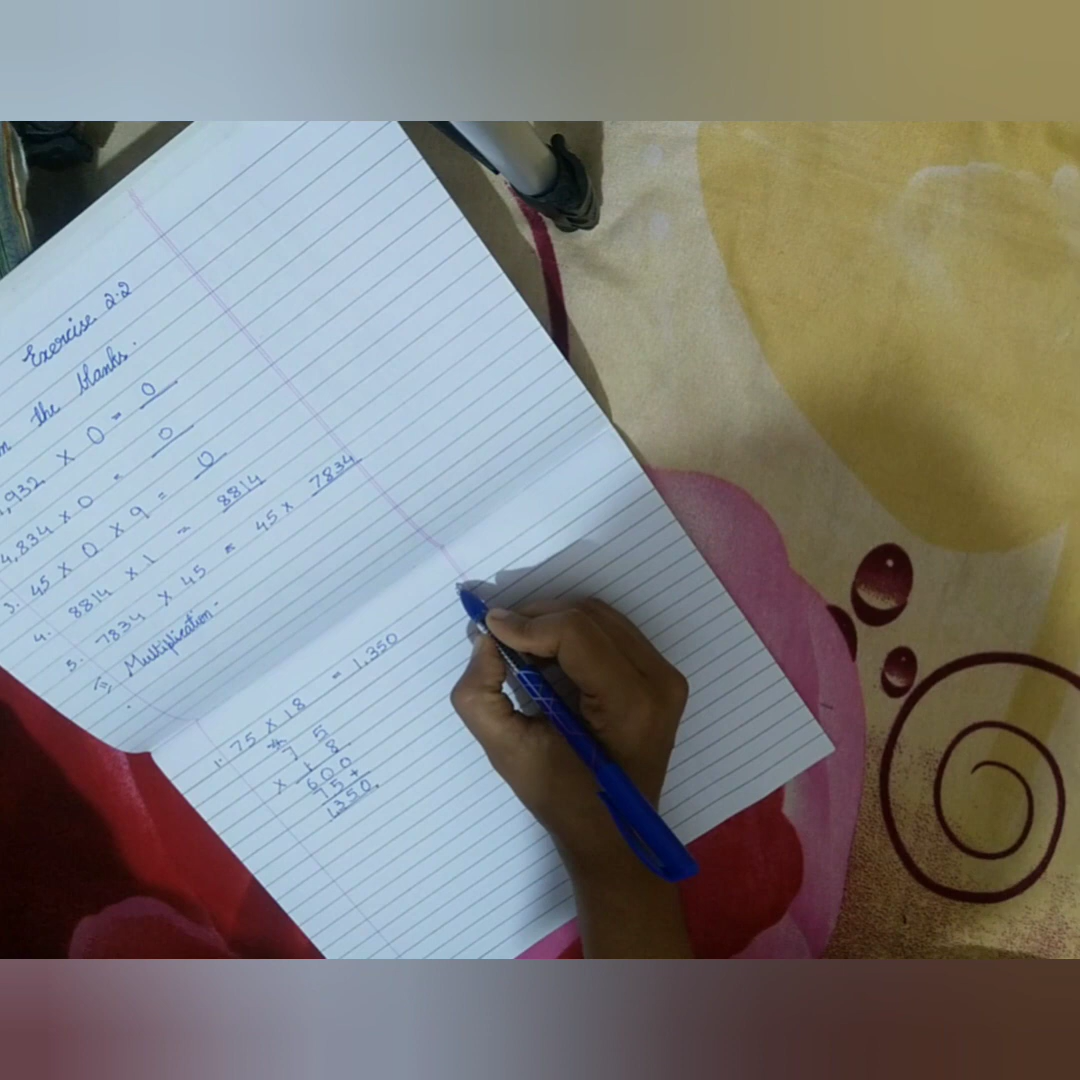 Exercise 2.2
the blanks.
,932 × 0 = 0
4,834 × 0 = 0
3. 45 × 0 × 9 = 0
4. 8814 × 1 = 8814
5. 7834 × 45 = 45 × 7834
Multiplication -
1. 75 × 18 = 1,350
7 5
× 1 8
6 0 0
7 5 +
1,350.